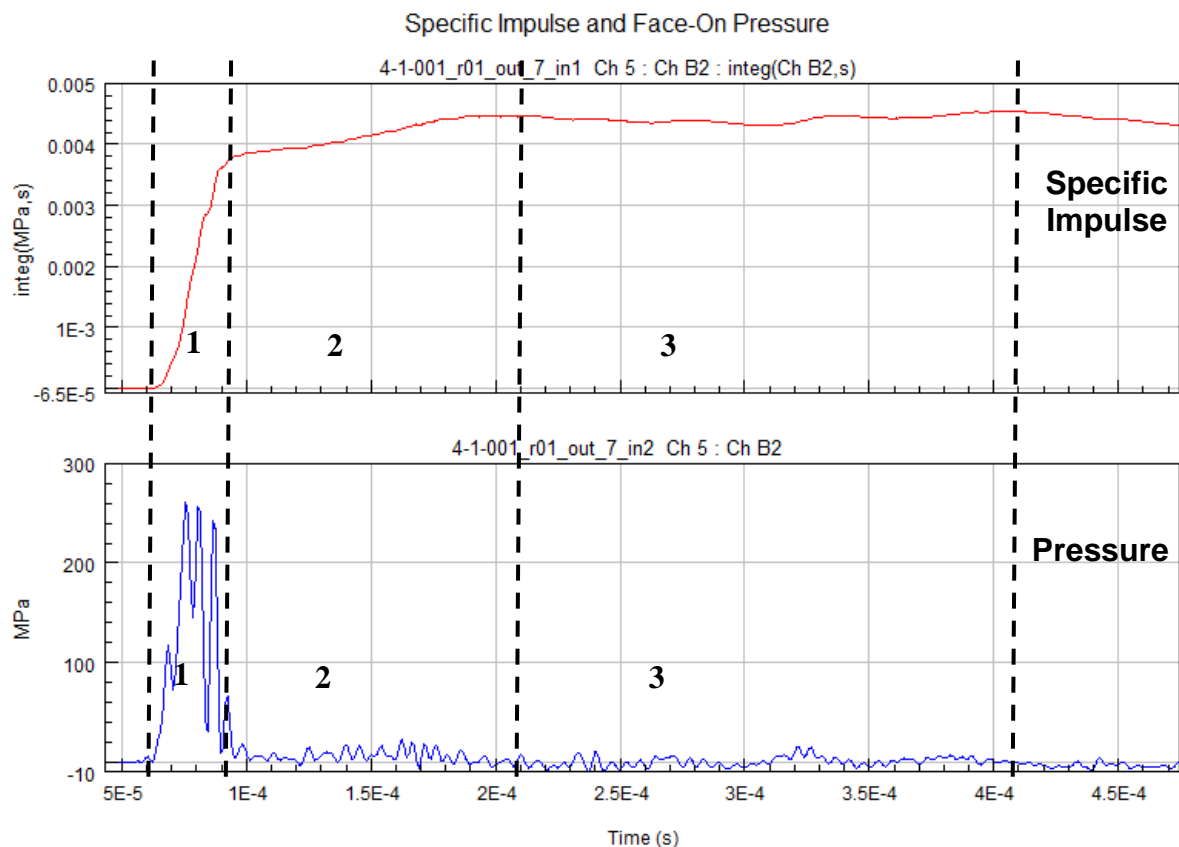 Specific Impulse and Face-On Pressure
4-1-001_r01_out_7_in1 Ch 5 : Ch B2 : integ(Ch B2,s)
0.005
0.004
0.003
0.002
1E-3
-6.5E-5
integ(MPa,s)
Specific
Impulse
1
2
3
4-1-001_r01_out_7_in2 Ch 5 : Ch B2
300
200
100
-10
MPa
Pressure
1
2
3
5E-5
1E-4
1.5E-4
2E-4
2.5E-4
3E-4
3.5E-4
4E-4
4.5E-4
Time (s)